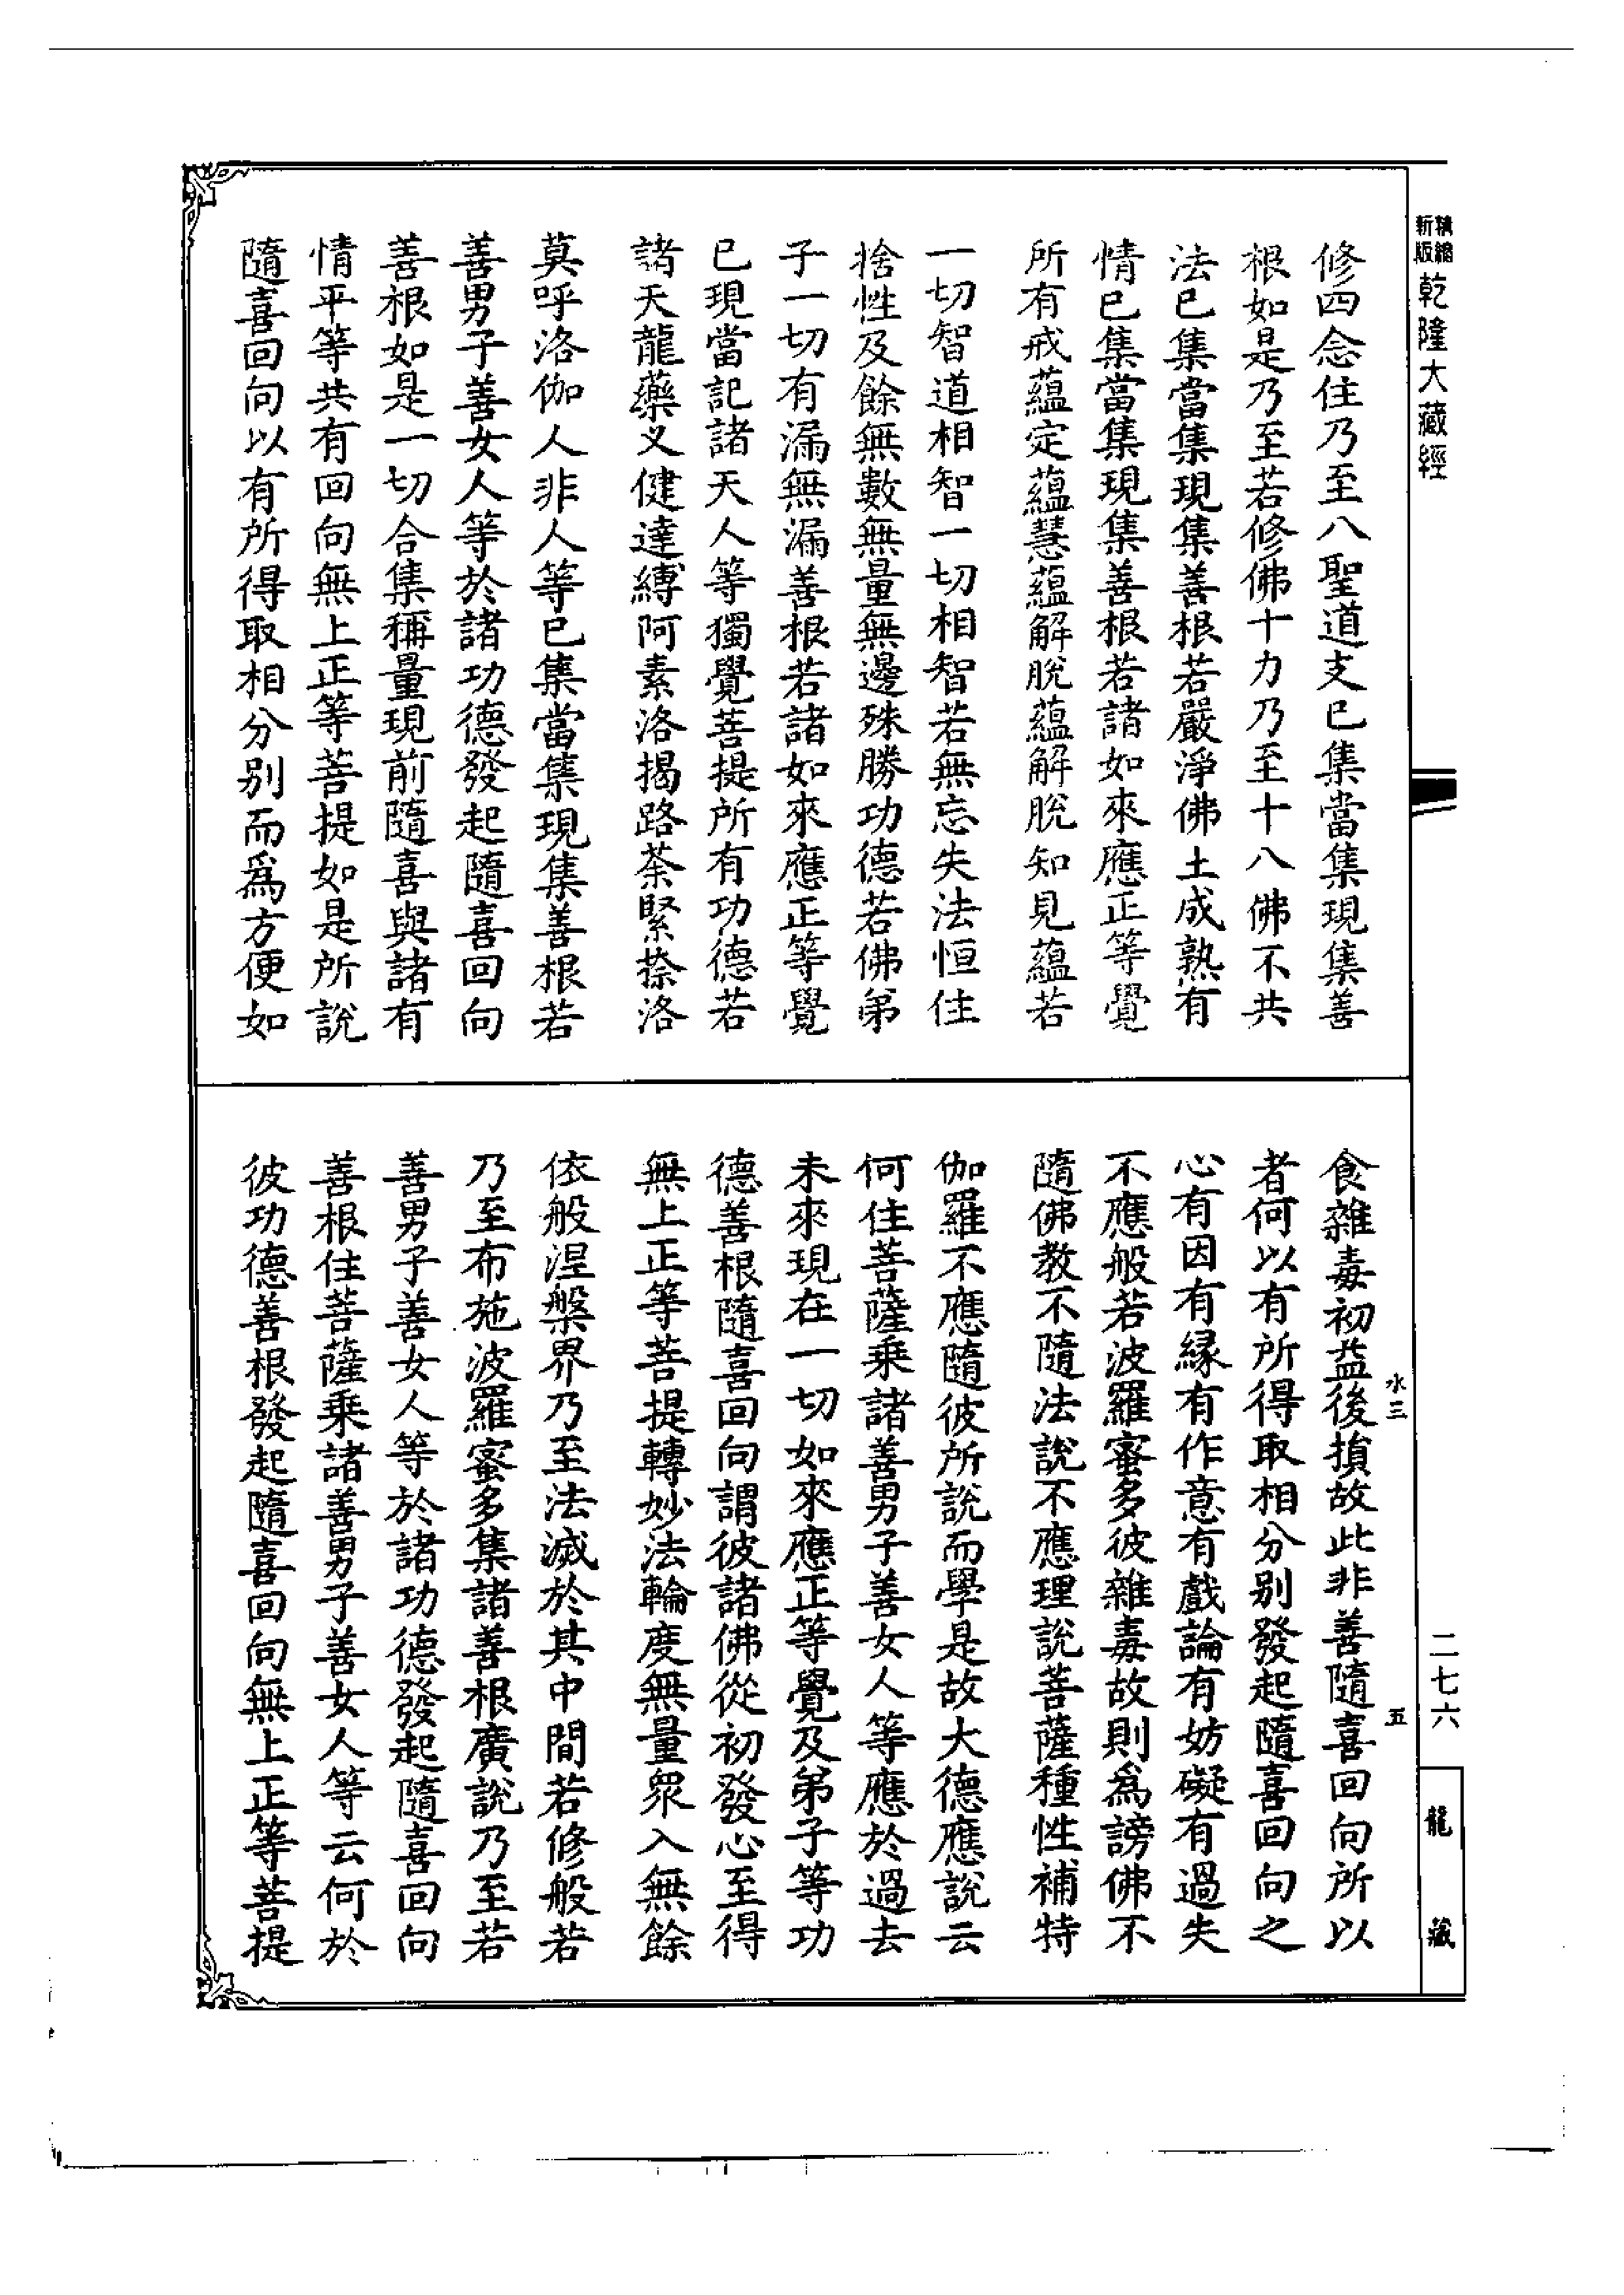 精縮
新版
乾隆大藏經
修四念住乃至八聖道支已集當集現集善
根如是乃至若修佛十力乃至十八佛不共
法已集當集現集善根若嚴淨佛土成熟有
情已集當集現集善根若諸如來應正等覺
所有戒蘊定蘊慧蘊解脫蘊解脫知見蘊若
一切智道相智一切相智若無忘失法恒住
捨性及餘無數無量無邊殊勝功德若佛弟
子一切有漏無漏善根若諸如來應正等覺
已現當記諸天人等獨覺菩提所有功德若
諸天龍藥叉健達縛阿素洛揭路荼緊捺洛
莫呼洛伽人非人等已集當集現集善根若
善男子善女人等於諸功德發起隨喜回向
善根如是一切合集稱量現前隨喜與諸有
情平等共有回向無上正等菩提如是所說
隨喜回向以有所得取相分別而爲方便如
食雜毒初益後損故此非善隨喜回向所以
者何以有所得取相分別發起隨喜回向之
心有因有緣有作意有戲論有妨礙有過失
不應般若波羅蜜多彼雜毒故則爲謗佛不
隨佛教不隨法說不應理說菩薩種性補特
伽羅不應隨彼所說而學是故大德應說云
何住菩薩乘諸善男子善女人等應於過去
未來現在一切如來應正等覺及弟子等功
德善根隨喜回向謂彼諸佛從初發心至得
無上正等菩提轉妙法輪度無量眾入無餘
依般涅槃界乃至法滅於其中間若修般若
乃至布施波羅蜜多集諸善根廣說乃至若
善男子善女人等於諸功德發起隨喜回向
善根住菩薩乘諸善男子善女人等云何於
彼功德善根發起隨喜回向無上正等菩提
水三
五
二七六
龍藏